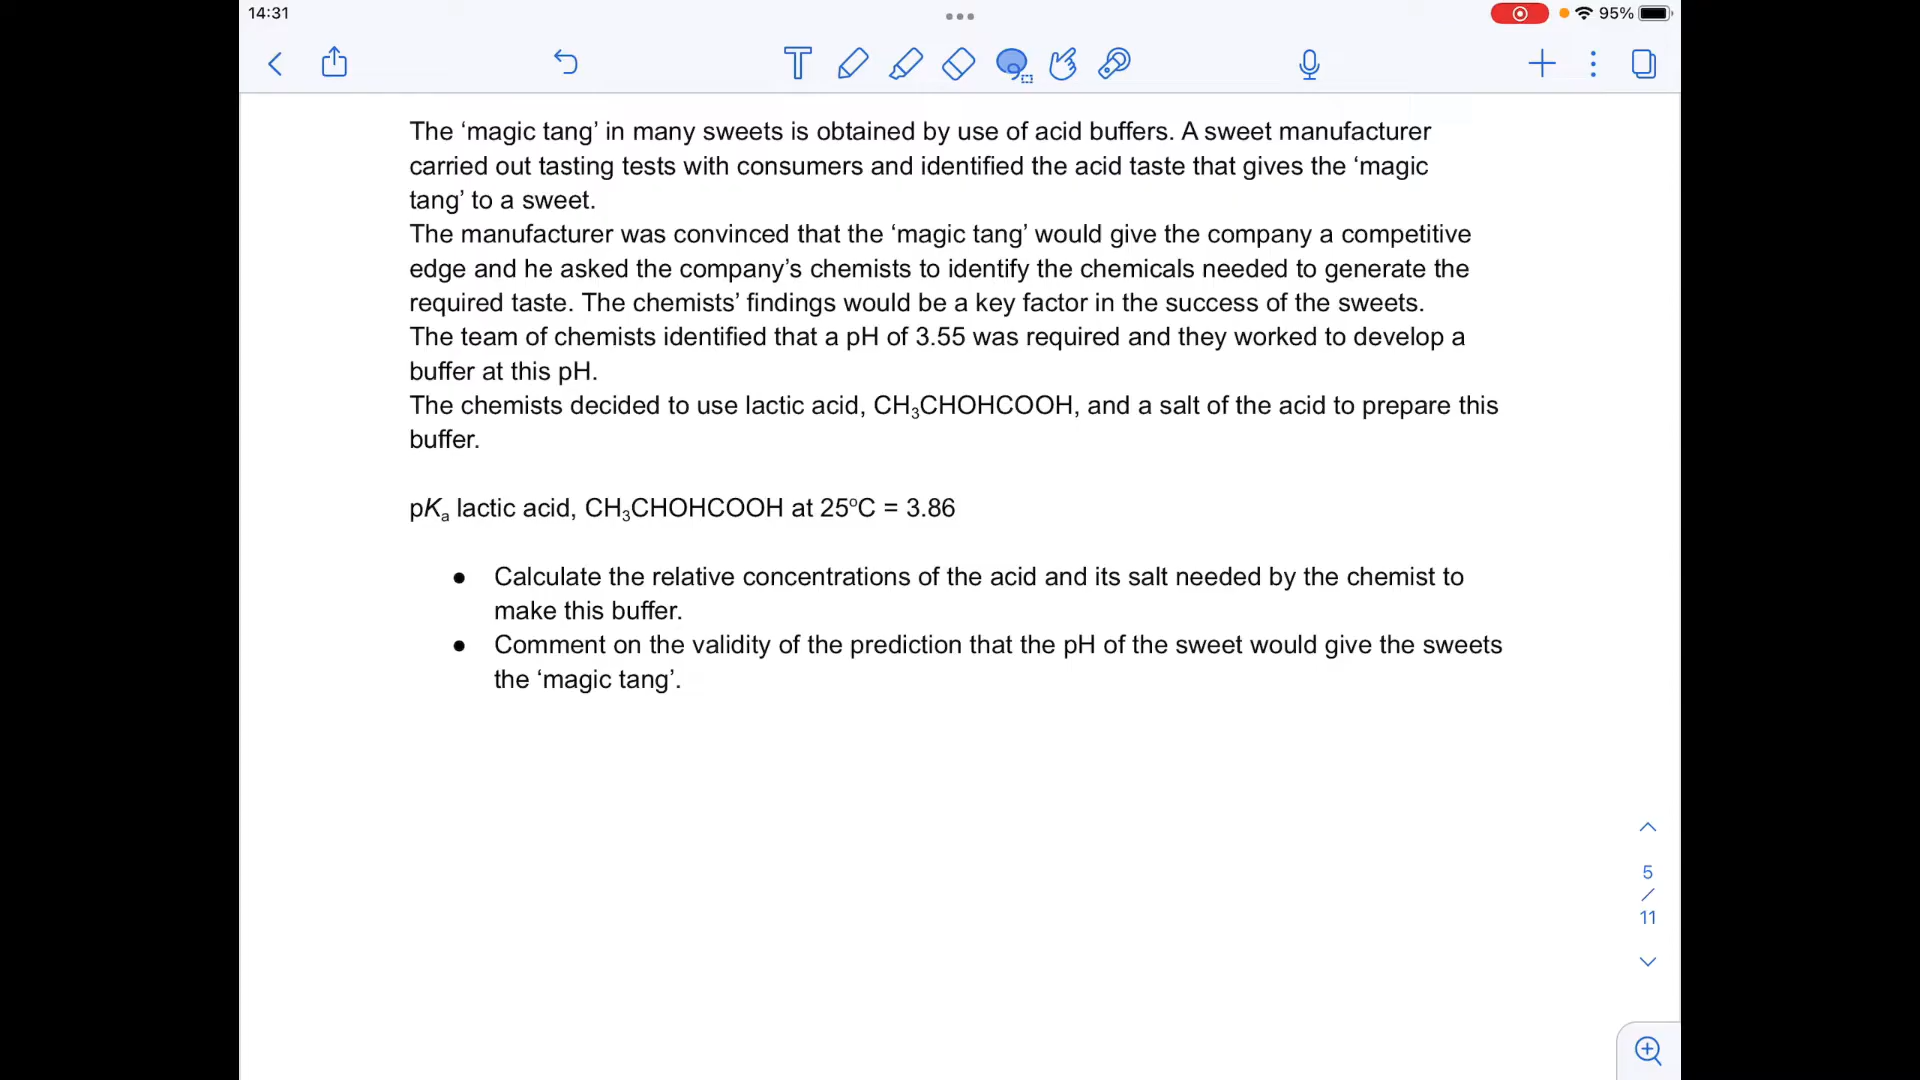 14:31
95%
The ‘magic tang’ in many sweets is obtained by use of acid buffers. A sweet manufacturer
carried out tasting tests with consumers and identified the acid taste that gives the ‘magic
tang’ to a sweet.
The manufacturer was convinced that the ‘magic tang’ would give the company a competitive
edge and he asked the company’s chemists to identify the chemicals needed to generate the
required taste. The chemists’ findings would be a key factor in the success of the sweets.
The team of chemists identified that a pH of 3.55 was required and they worked to develop a
buffer at this pH.
The chemists decided to use lactic acid, CH₃CHOHCOOH, and a salt of the acid to prepare this
buffer.
pKₐ lactic acid, CH₃CHOHCOOH at 25ºC = 3.86
● Calculate the relative concentrations of the acid and its salt needed by the chemist to
make this buffer.
● Comment on the validity of the prediction that the pH of the sweet would give the sweets
the ‘magic tang’.
5
/
11